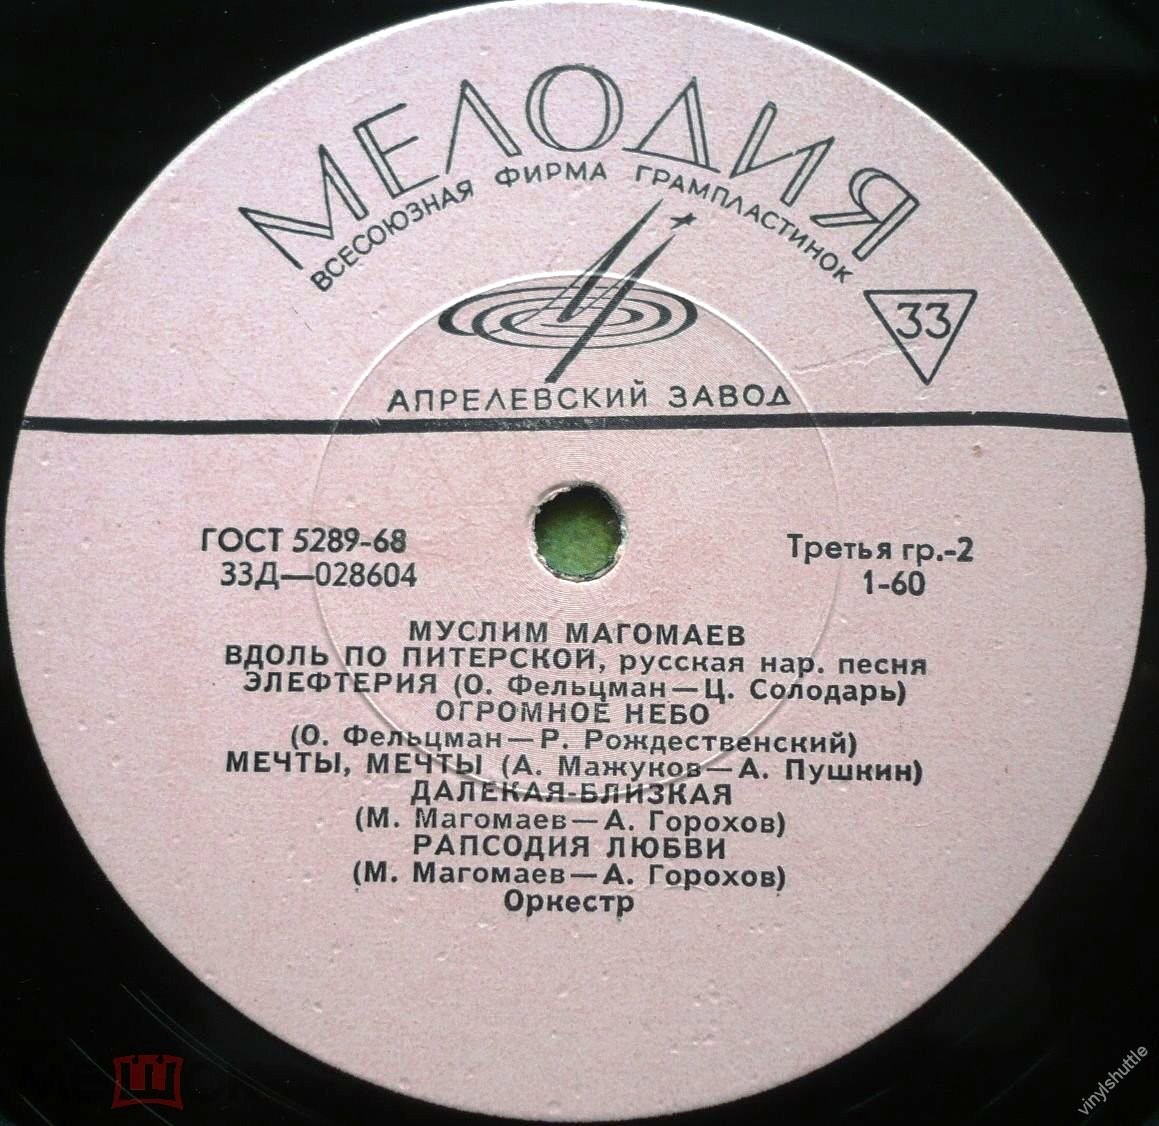 МЕЛОДИЯ
ВСЕСОЮЗНАЯ ФИРМА ГРАМПЛАСТИНОК
33
АПРЕЛЕВСКИЙ ЗАВОД
ГОСТ 5289-68
33Д—028604
Третья гр.-2
1-60
МУСЛИМ МАГОМАЕВ
ВДОЛЬ ПО ПИТЕРСКОЙ, русская нар. песня
ЭЛЕФТЕРИЯ (О. Фельцман—Ц. Солодарь)
ОГРОМНОЕ НЕБО
(О. Фельцман—Р. Рождественский)
МЕЧТЫ, МЕЧТЫ (А. Мажуков—А. Пушкин)
ДАЛЕКАЯ-БЛИЗКАЯ
(М. Магомаев—А. Горохов)
РАПСОДИЯ ЛЮБВИ
(М. Магомаев—А. Горохов)
Оркестр
vinylshuttle